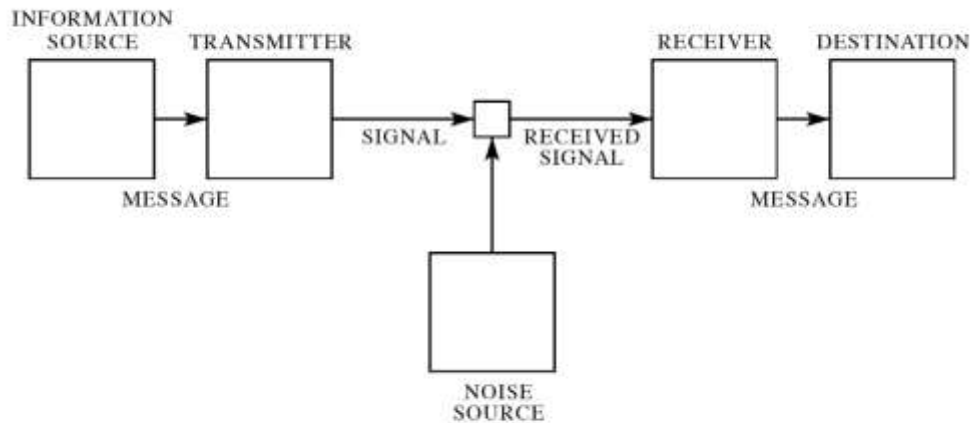 INFORMATION
SOURCE
TRANSMITTER
RECEIVER
DESTINATION
SIGNAL
RECEIVED
SIGNAL
MESSAGE
MESSAGE
NOISE
SOURCE